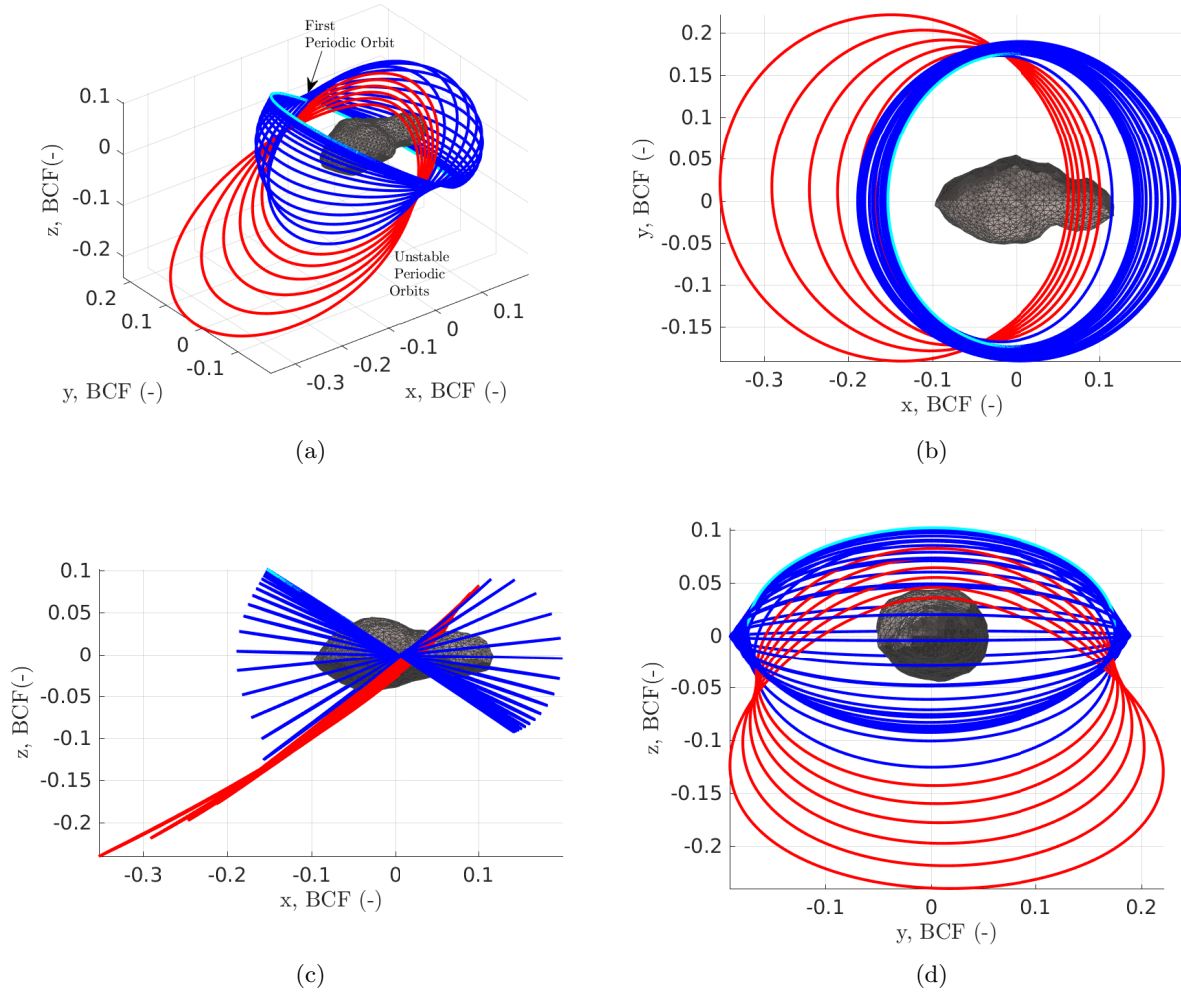 First
Periodic Orbit
0.1
0
-0.1
-0.2
z, BCF(-)
0.2
0.1
0
-0.1
y, BCF (-)
Unstable
Periodic
Orbits
-0.3
-0.2
-0.1
0
0.1
x, BCF (-)
(a)
0.2
0.15
0.1
0.05
0
-0.05
-0.1
-0.15
y, BCF (-)
-0.3
-0.2
-0.1
0
0.1
x, BCF (-)
(b)
0.1
0.05
0
-0.05
-0.1
-0.15
-0.2
z, BCF(-)
-0.3
-0.2
-0.1
0
0.1
x, BCF (-)
(c)
0.1
0.05
0
-0.05
-0.1
-0.15
-0.2
z, BCF(-)
-0.1
0
0.1
0.2
y, BCF (-)
(d)